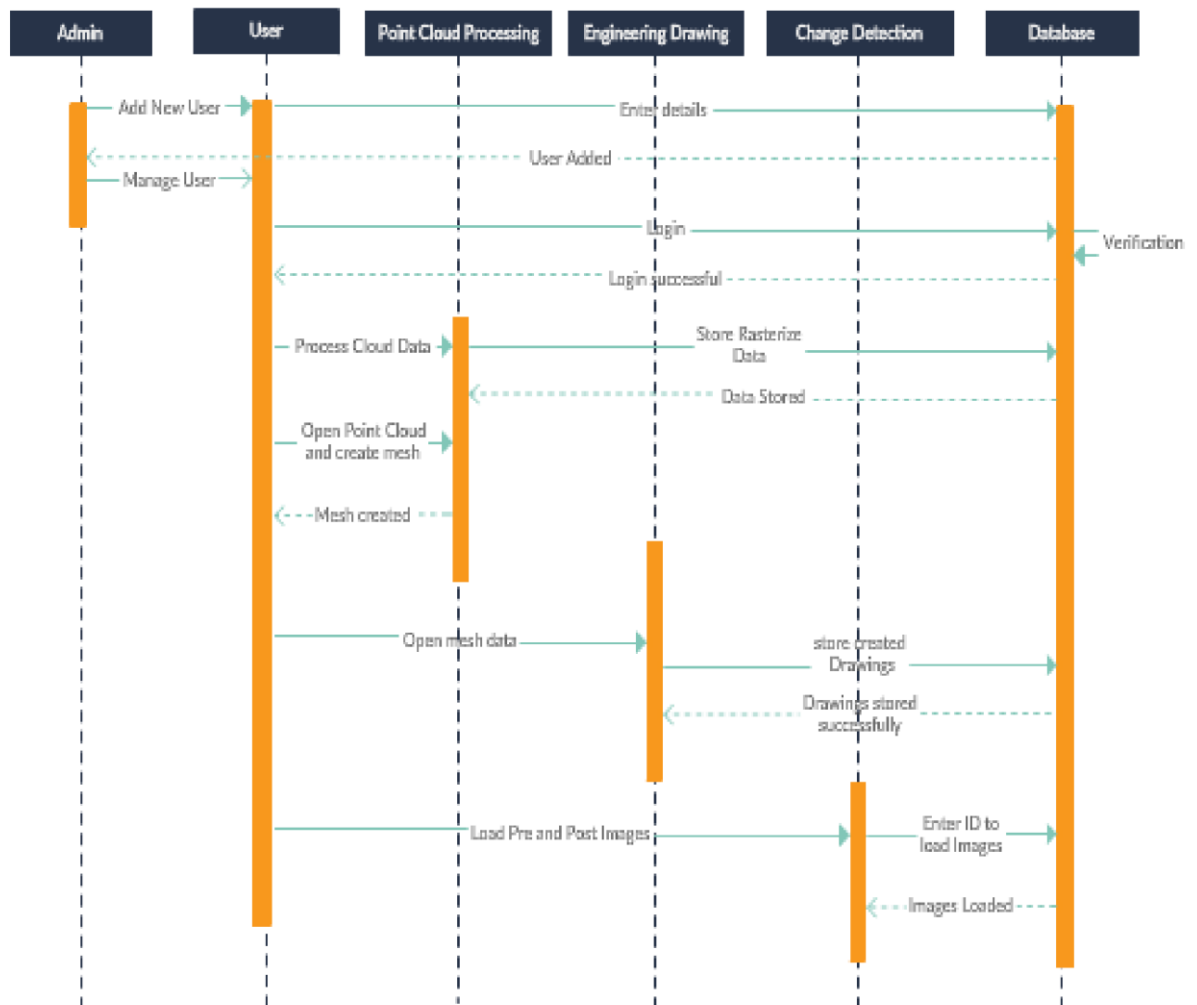 Admin
User
Point Cloud Processing
Engineering Drawing
Change Detection
Database
Add New User
Enter details
User Added
Manage User
Login
Verification
Login successful
Process Cloud Data
Store Rasterize
Data
Data Stored
Open Point Cloud
and create mesh
Mesh created
Open mesh data
store created
Drawings
Drawings stored
successfully
Load Pre and Post Images
Enter ID to
load Images
Images Loaded